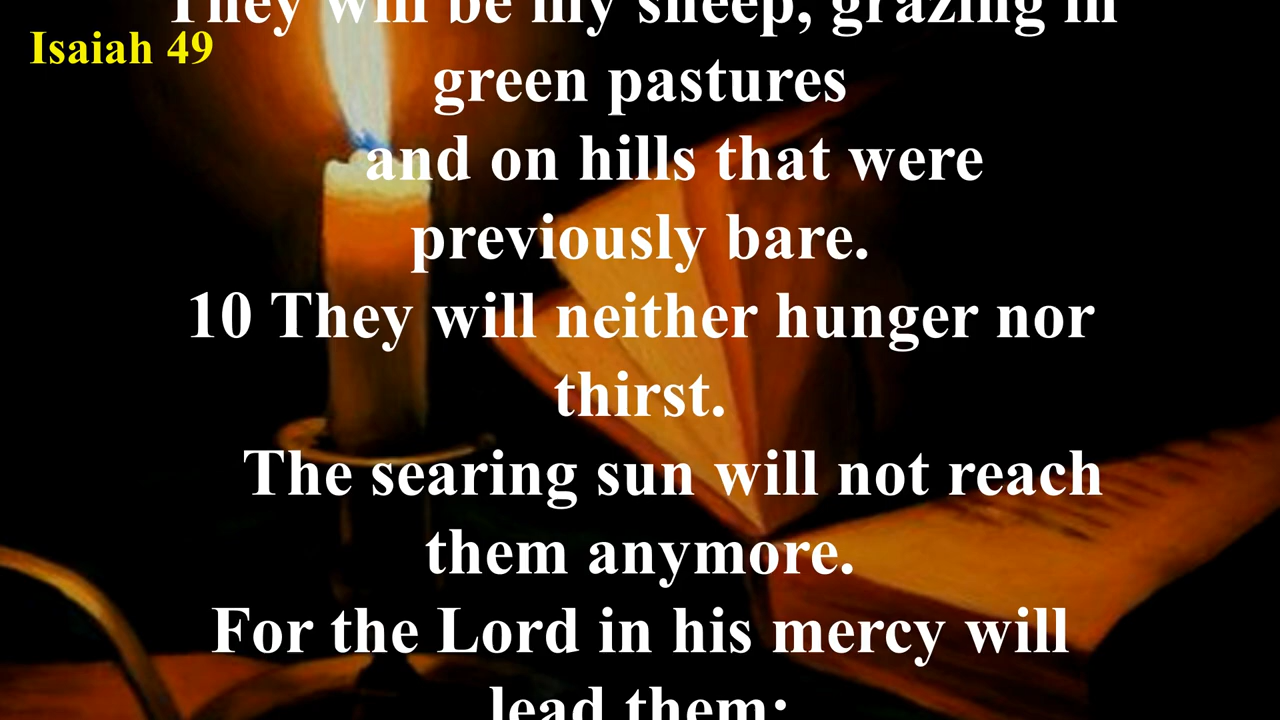 Isaiah 49
They will be my sheep, grazing in
green pastures
and on hills that were
previously bare.
10 They will neither hunger nor
thirst.
The searing sun will not reach
them anymore.
For the Lord in his mercy will
lead them;